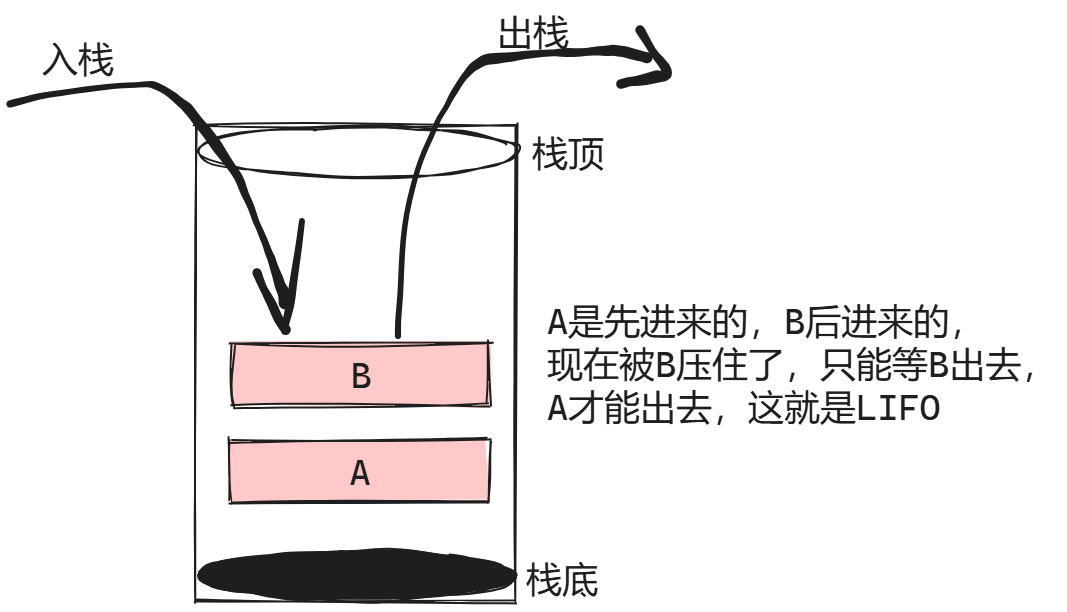 入栈
出栈
栈顶
A是先进来的，B后进来的，
现在被B压住了，只能等B出去，
A才能出去，这就是LIFO
B
A
栈底